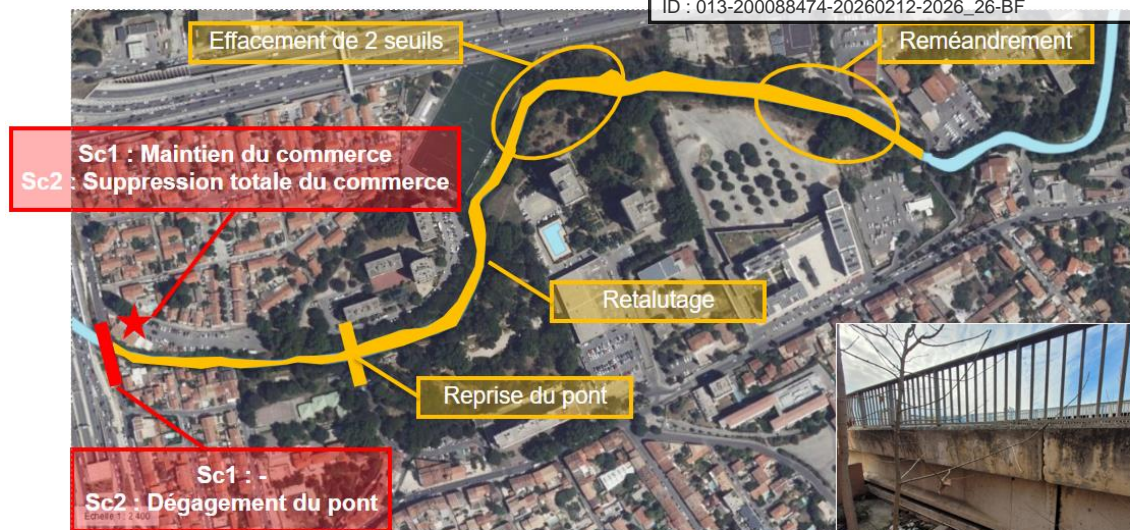 ID : 013-200088474-20260212-2026_26-BF
Effacement de 2 seuils
Reméandrement
Sc1 : Maintien du commerce
Sc2 : Suppression totale du commerce
Retalutage
Reprise du pont
Sc1 : -
Sc2 : Dégagement du pont
Echelle 1 : 2 400